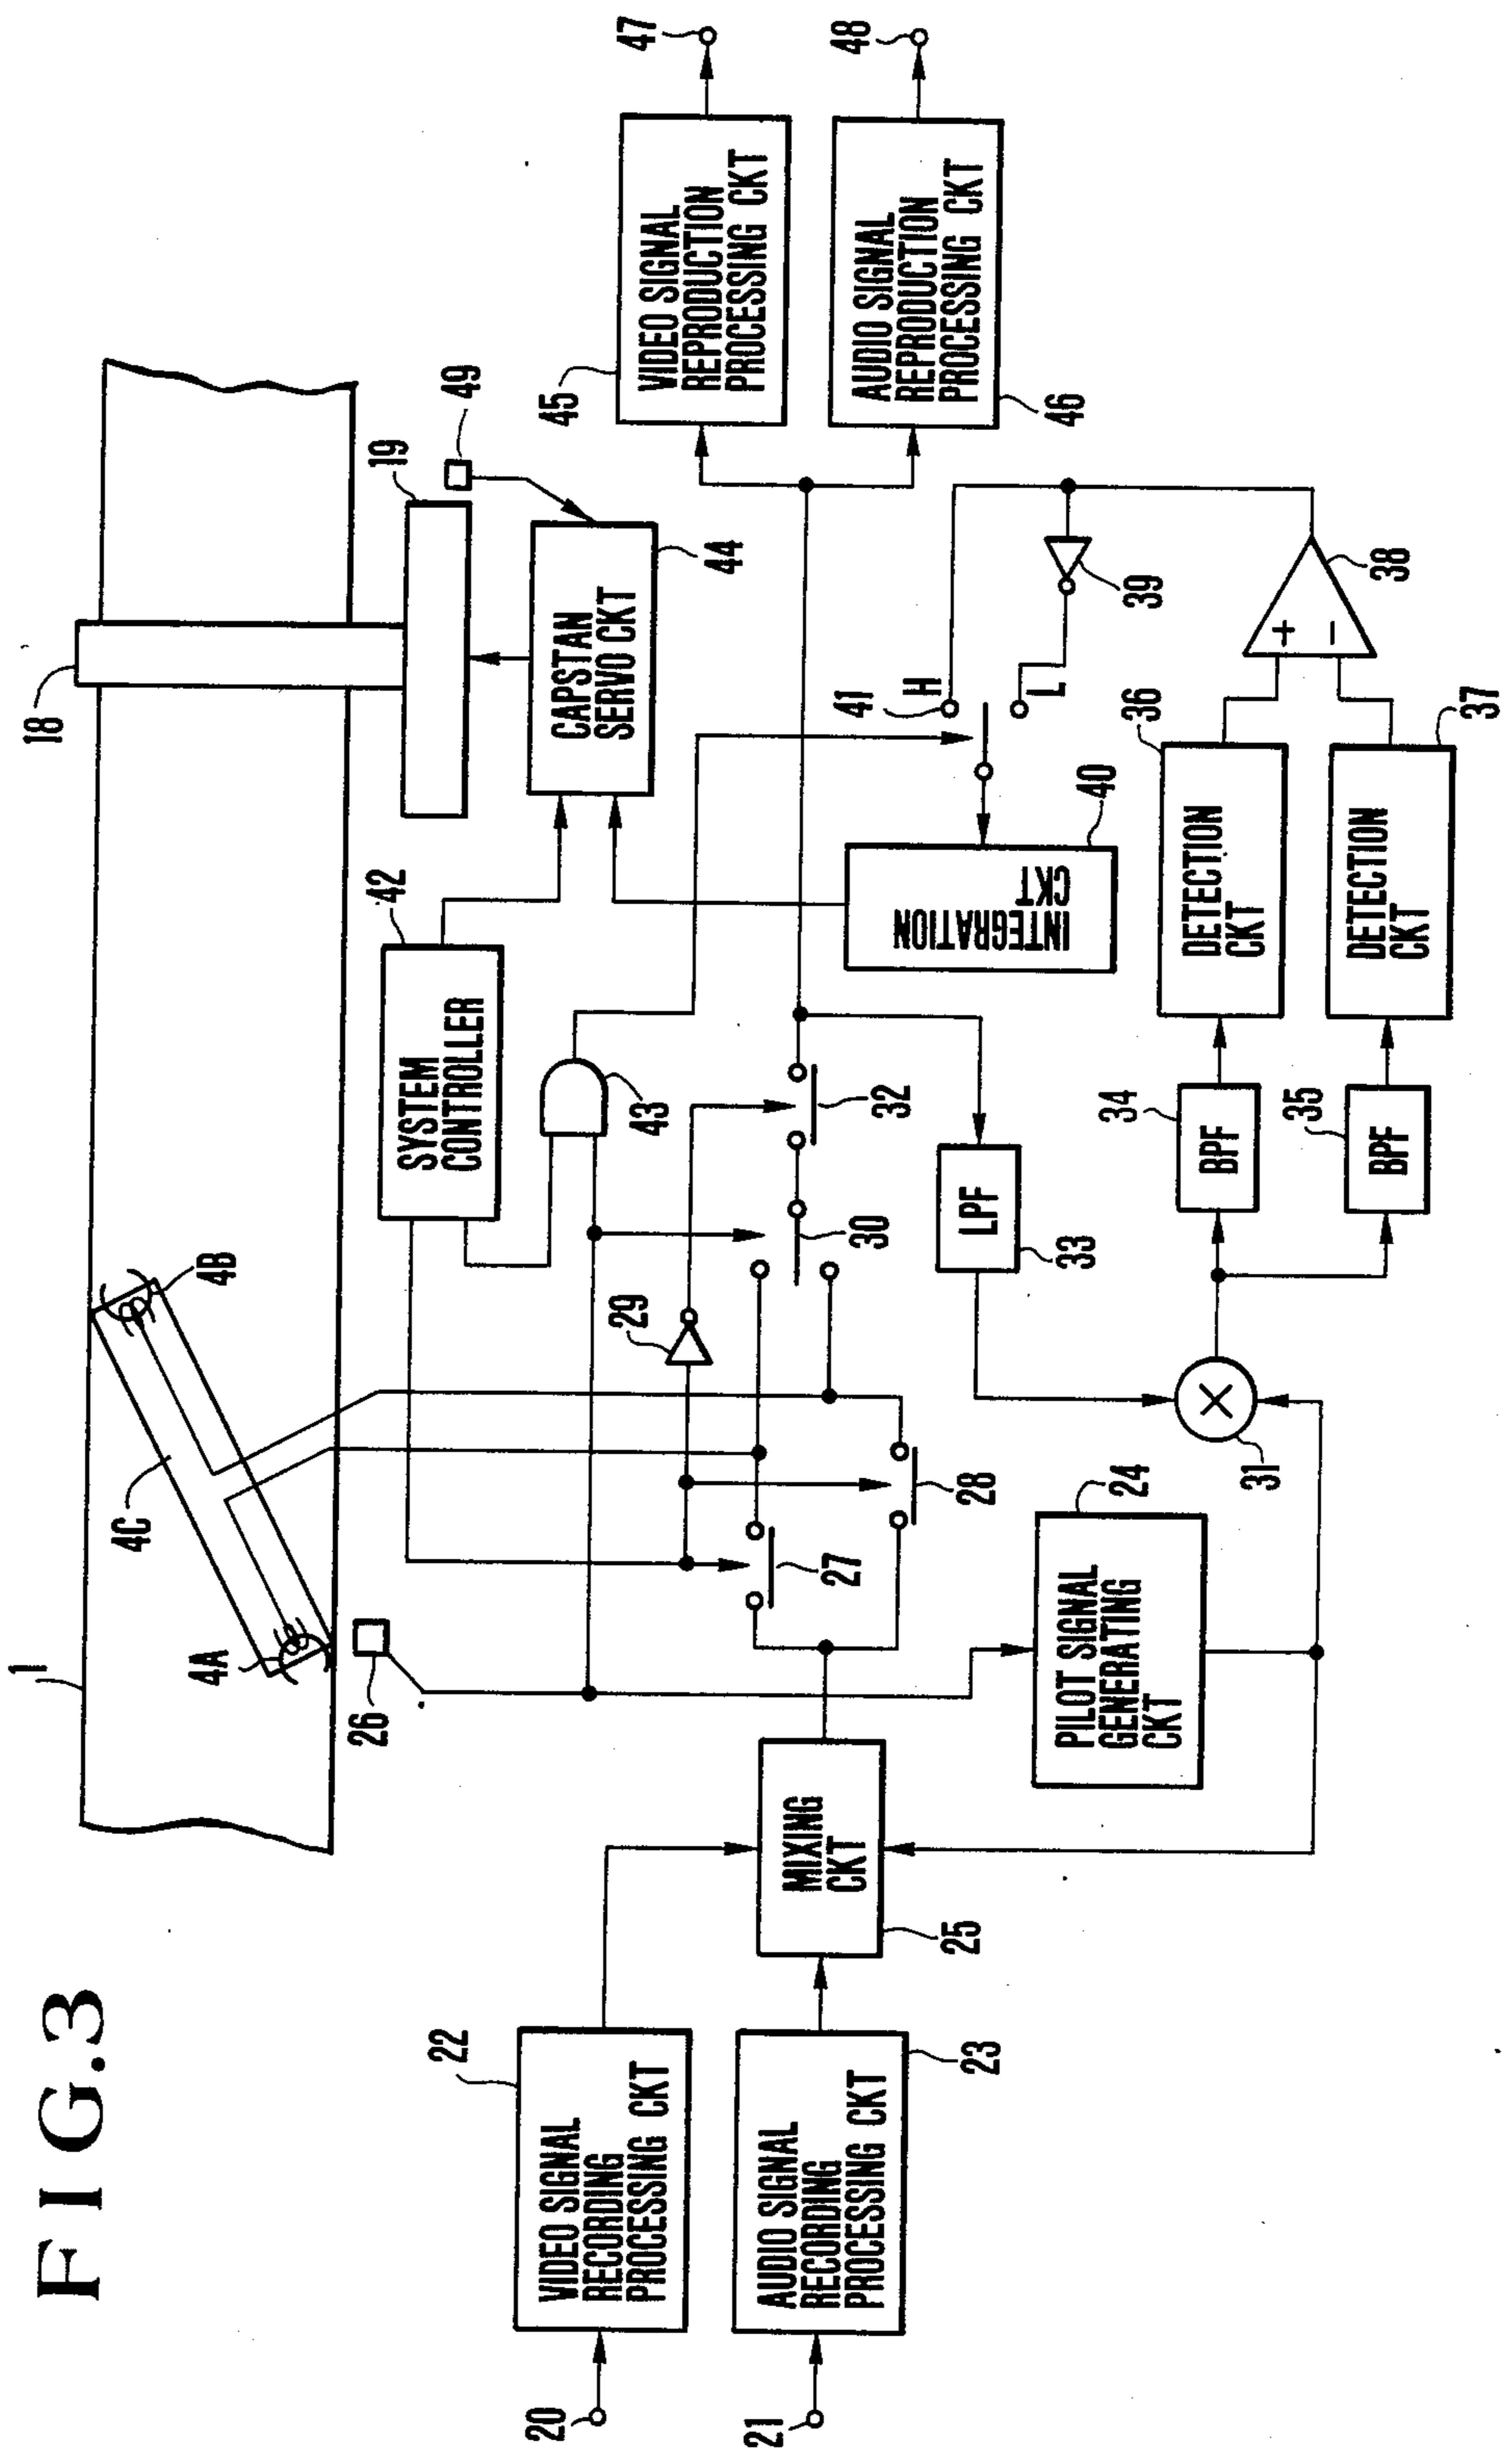 FIG.3
1
4A
4B
4C
18
19
49
26
42
SYSTEM
CONTROLLER
CAPSTAN
SERVO CKT
44
43
47
45
VIDEO SIGNAL
REPRODUCTION
PROCESSING CKT
48
AUDIO SIGNAL
REPRODUCTION
PROCESSING CKT
46
20
22
VIDEO SIGNAL
RECORDING
PROCESSING CKT
21
AUDIO SIGNAL
RECORDING
PROCESSING CKT
23
MIXING
CKT
25
27
28
29
30
32
41
H
L
39
INTEGRATION
CKT
40
LPF
33
PILOT SIGNAL
GENERATING
CKT
24
31
34
BPF
35
BPF
36
DETECTION
CKT
DETECTION
CKT
37
+
−
38